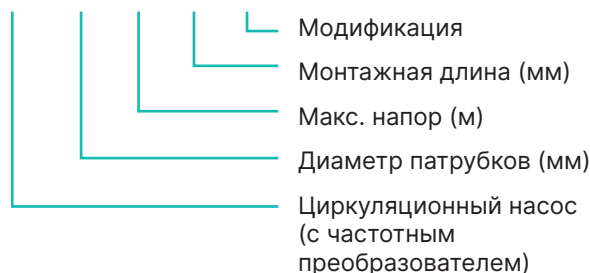 Модификация
Монтажная длина (мм)
Макс. напор (м)
Диаметр патрубков (мм)
Циркуляционный насос
(с частотным
преобразователем)